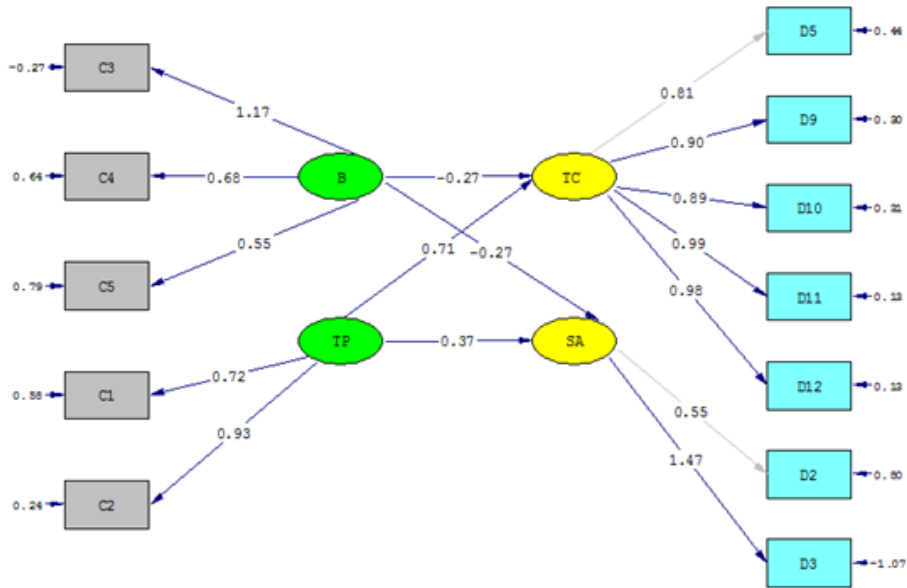 D5
0.44
-0.27
C3
0.81
1.17
D9
0.30
0.90
0.64
C4
0.68
B
-0.27
TC
0.89
D10
0.31
0.55
0.71
-0.27
0.99
0.79
C5
0.98
D11
0.13
TP
0.37
SA
0.72
D12
0.13
0.58
C1
0.55
0.93
1.47
D2
0.80
0.24
C2
D3
-1.07